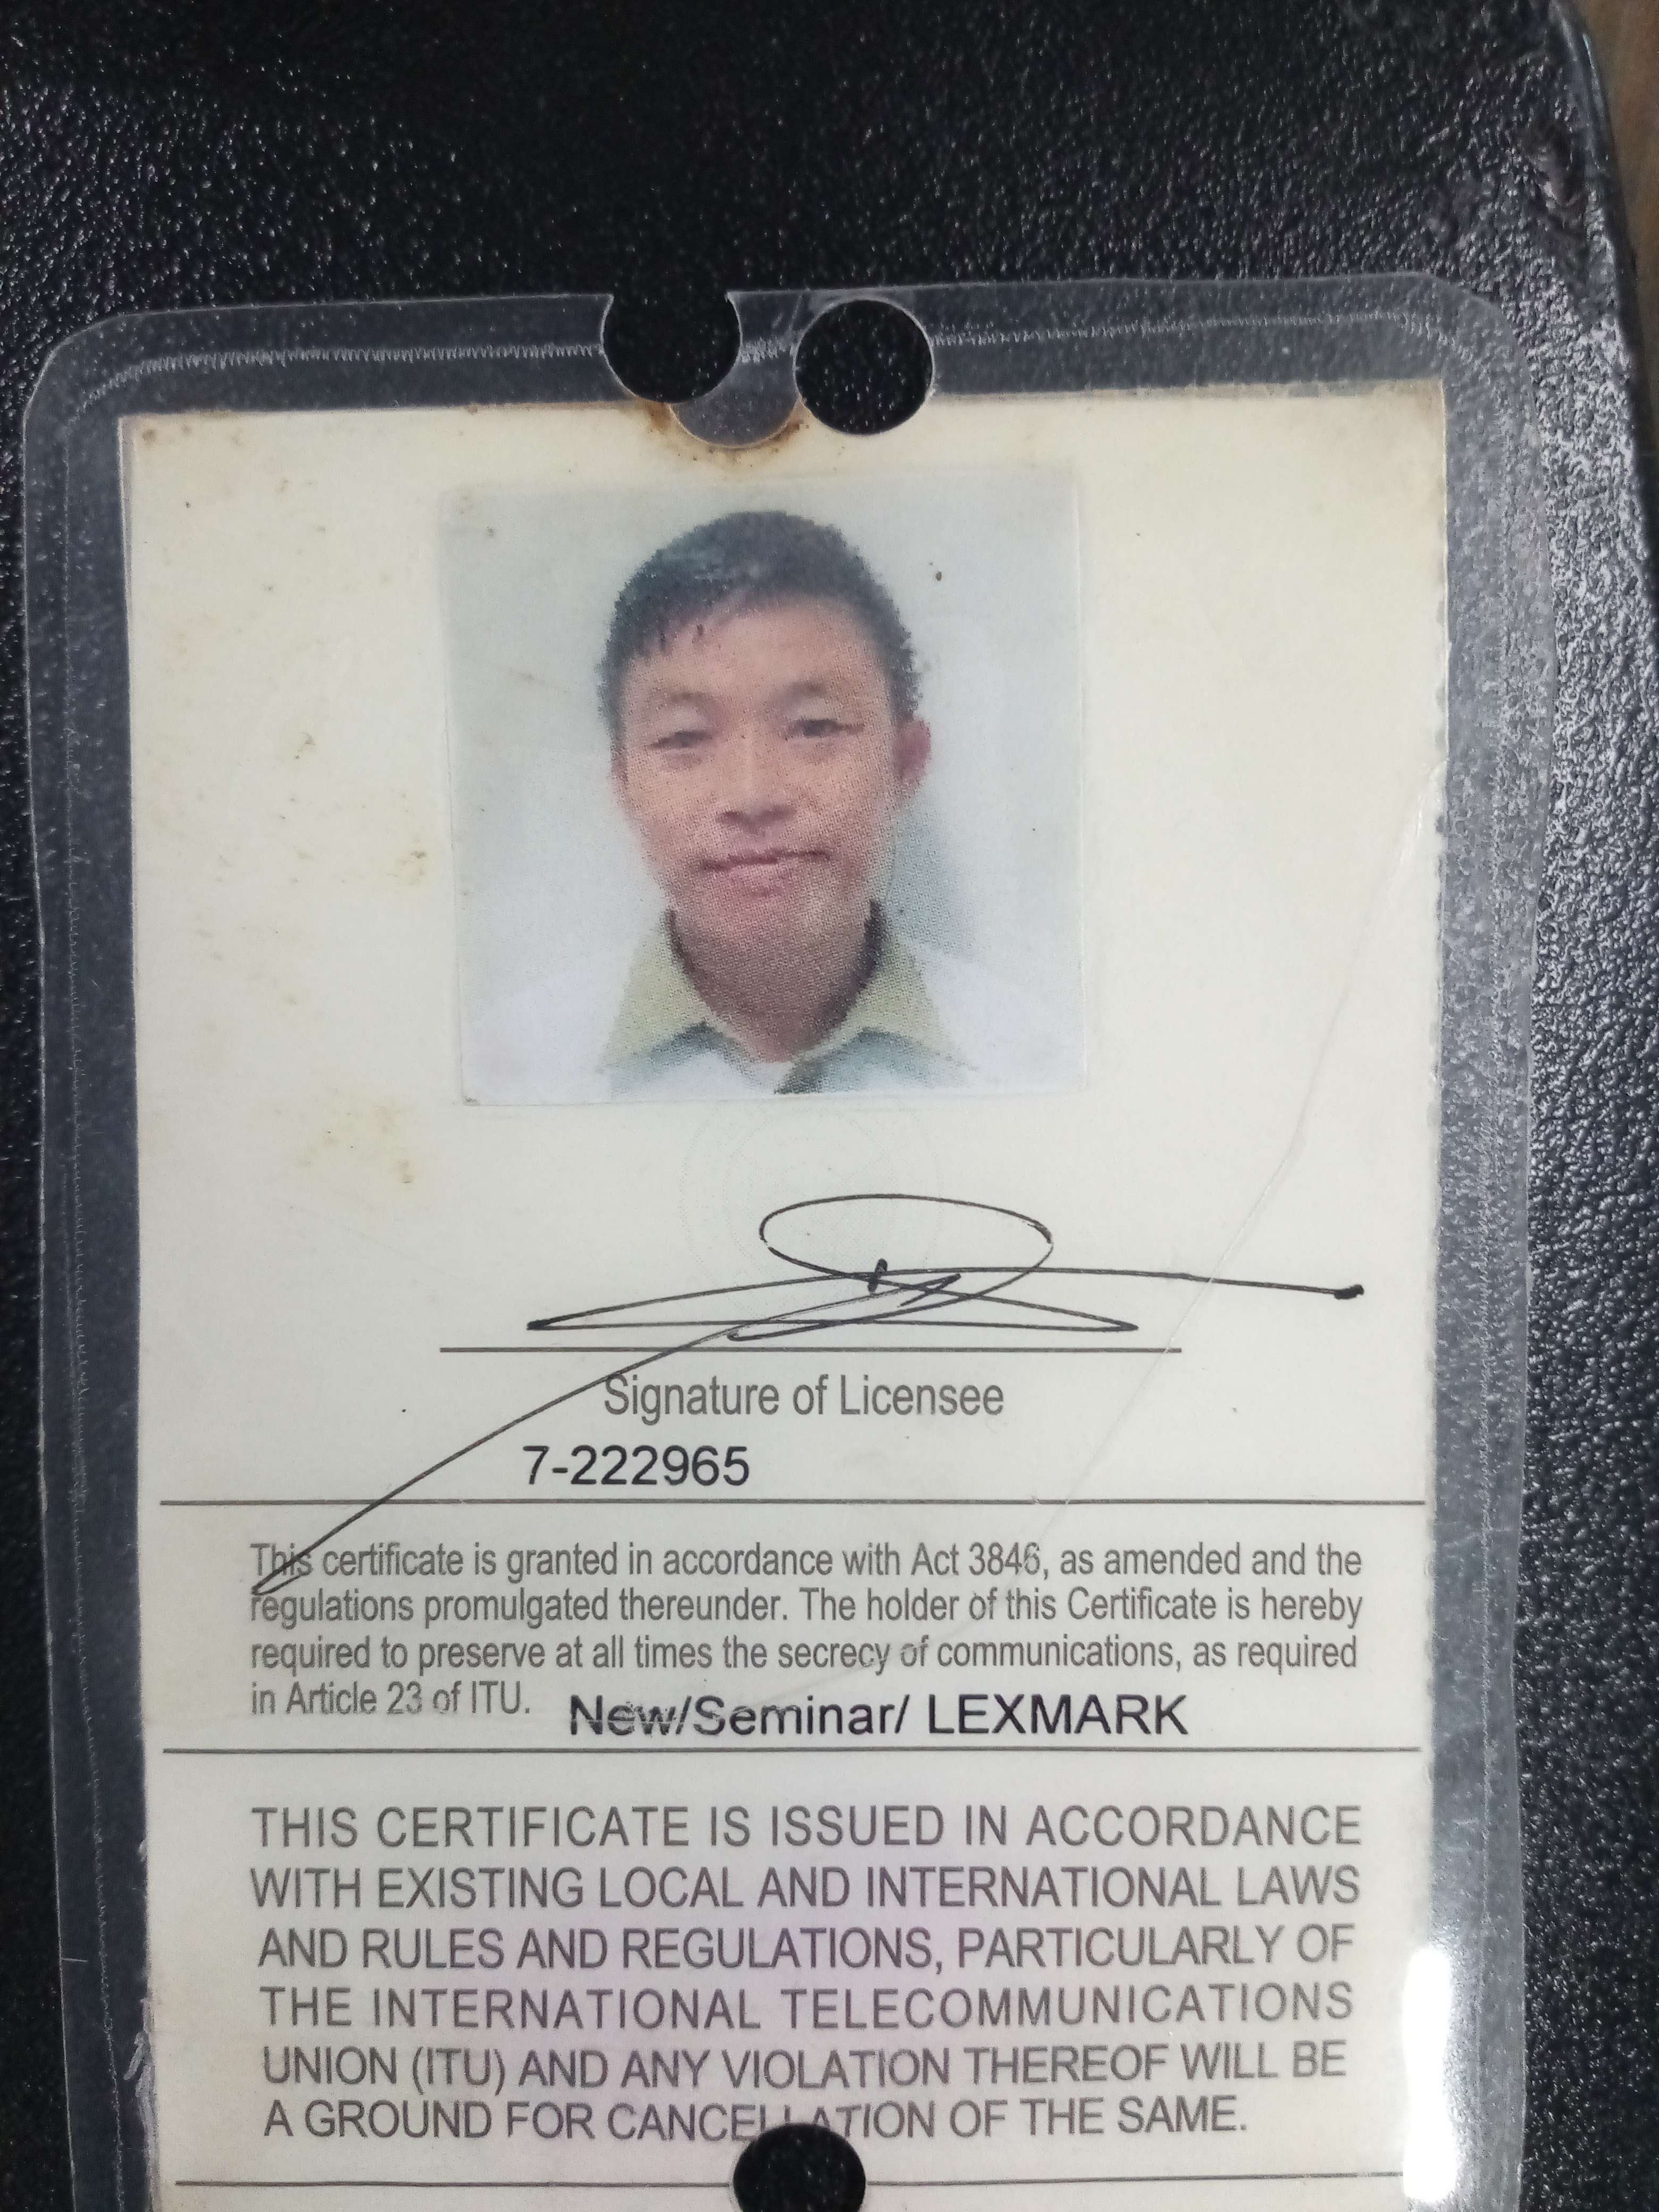 Signature of Licensee
7-222965
This certificate is granted in accordance with Act 3846, as amended and the
regulations promulgated thereunder. The holder of this Certificate is hereby
required to preserve at all times the secrecy of communications, as required
in Article 23 of ITU. New/Seminar/ LEXMARK
THIS CERTIFICATE IS ISSUED IN ACCORDANCE
WITH EXISTING LOCAL AND INTERNATIONAL LAWS
AND RULES AND REGULATIONS, PARTICULARLY OF
THE INTERNATIONAL TELECOMMUNICATIONS
UNION (ITU) AND ANY VIOLATION THEREOF WILL BE
A GROUND FOR CANCELLATION OF THE SAME.